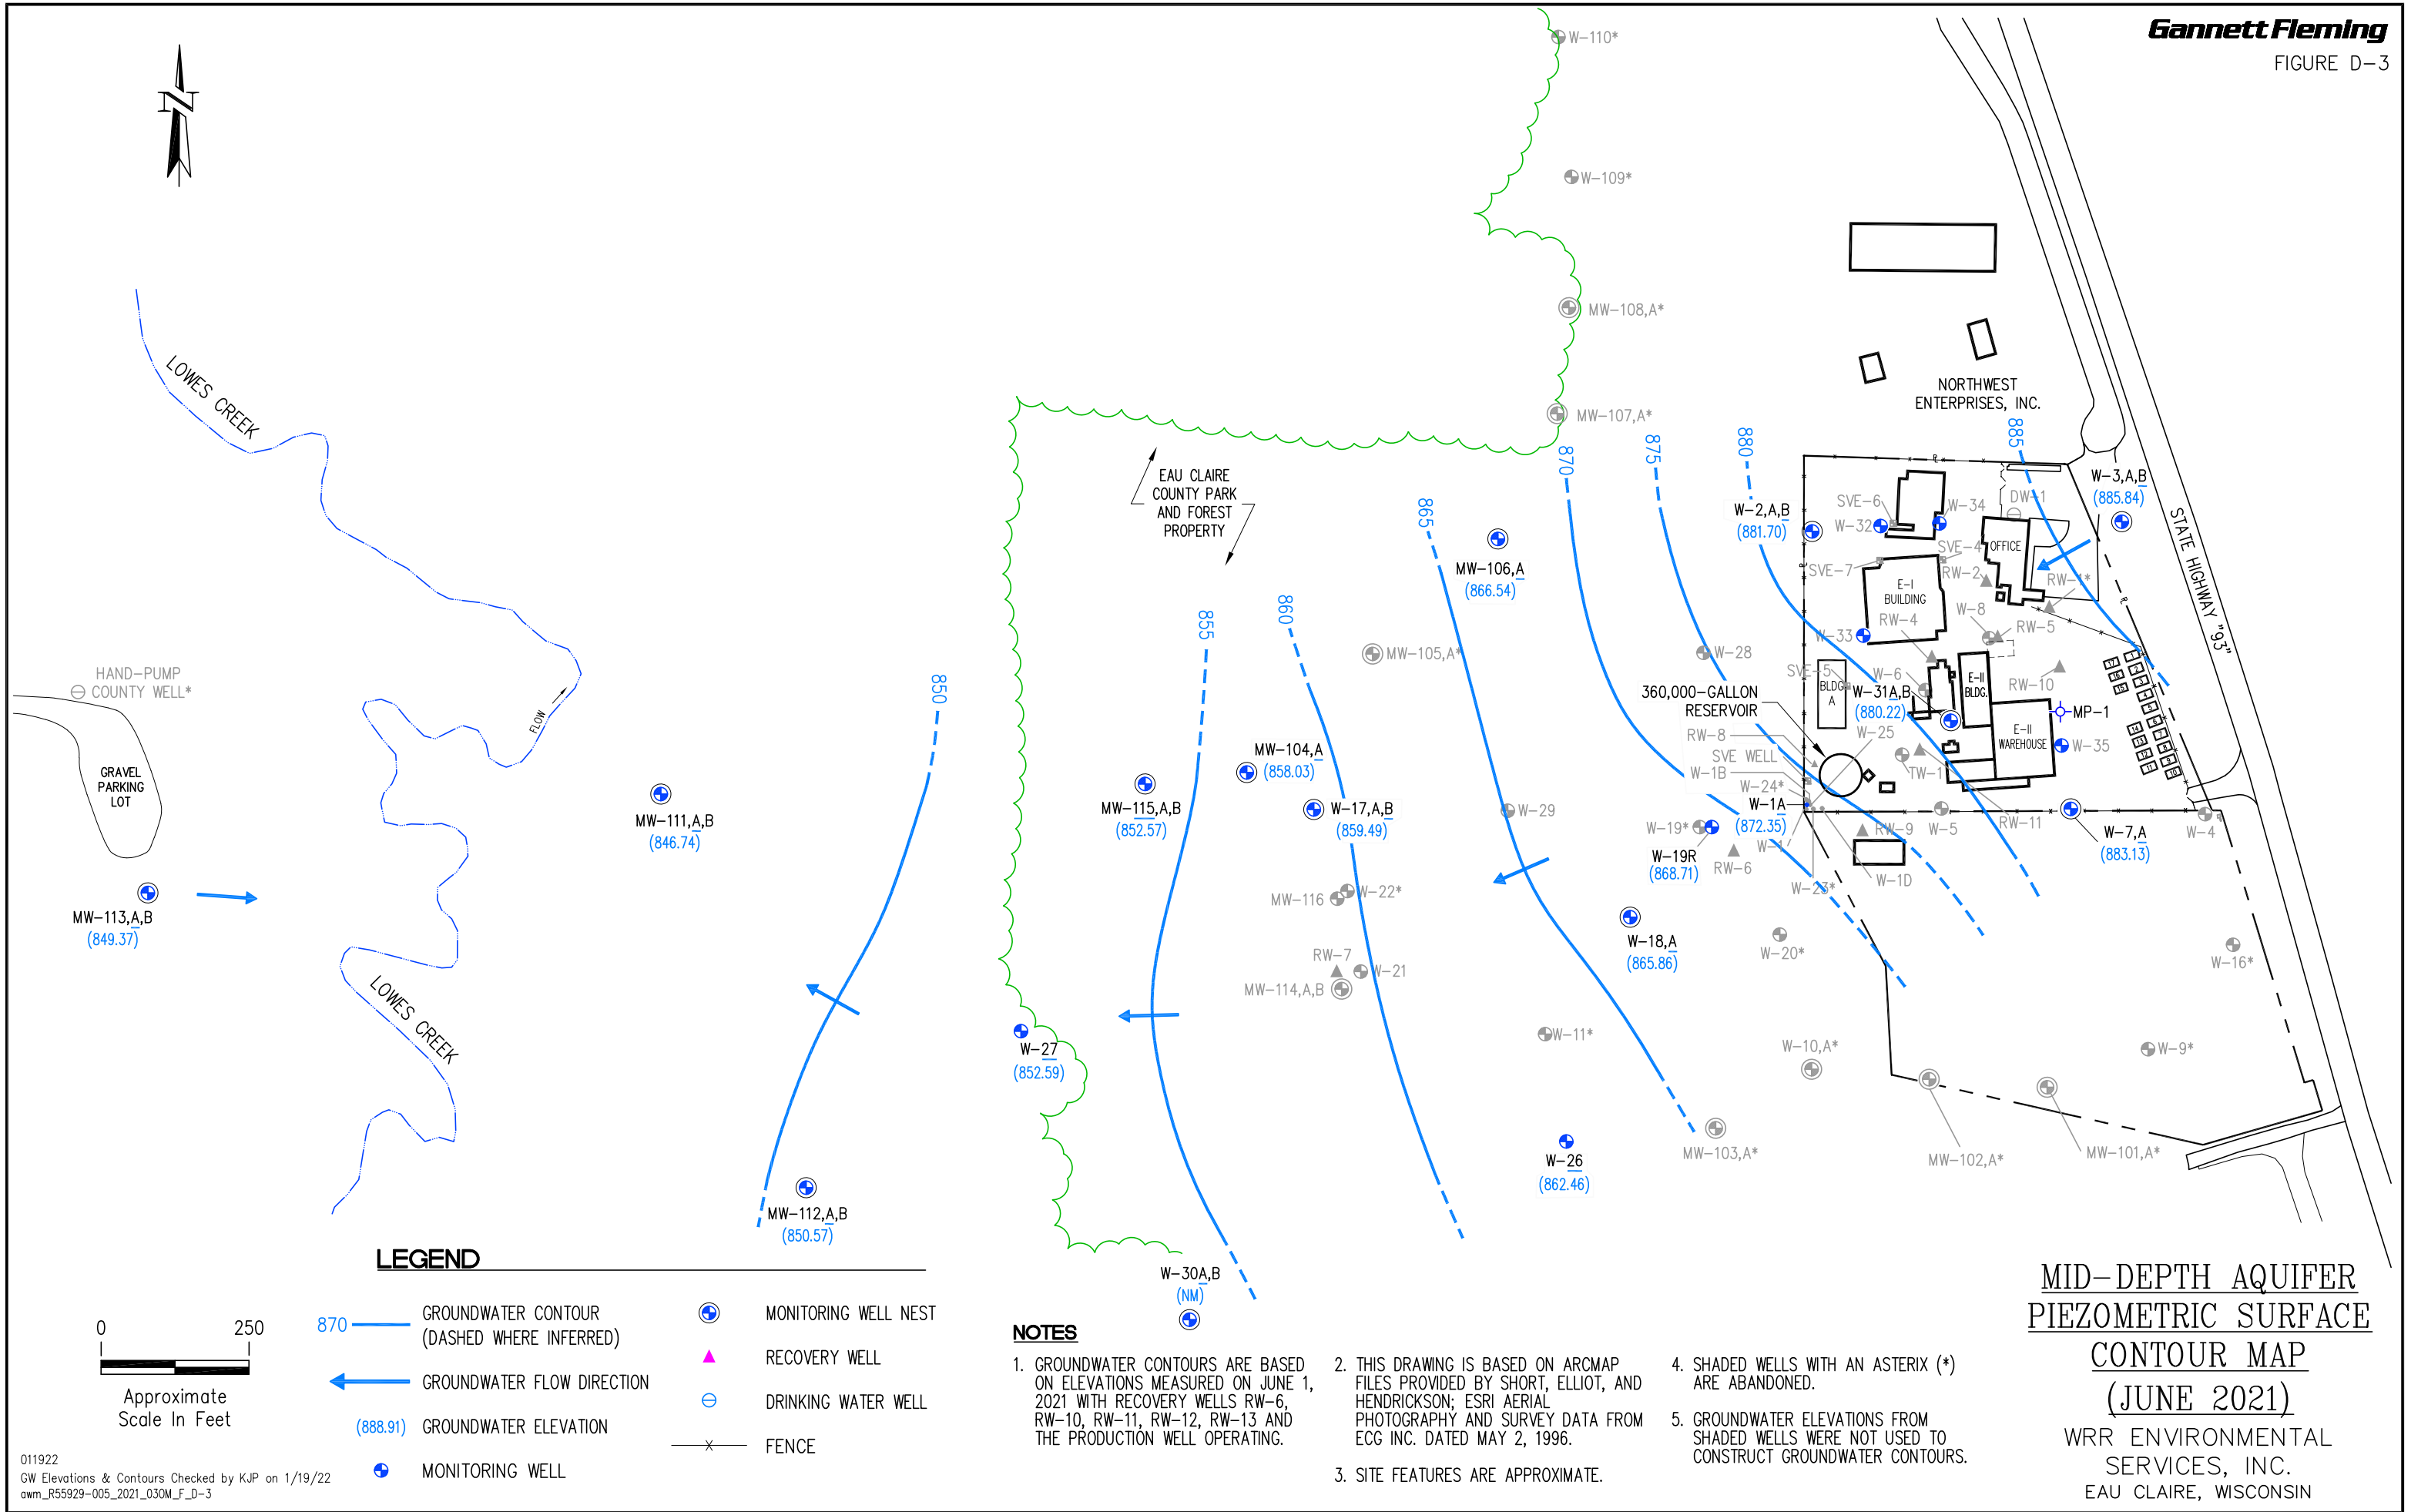 Gannett Fleming
FIGURE D-3
N
W-110*
W-109*
MW-108,A*
MW-107,A*
NORTHWEST
ENTERPRISES, INC.
LOWES CREEK
EAU CLAIRE
COUNTY PARK
AND FOREST
PROPERTY
870
875
880
885
865
860
855
850
W-3,A,B
(885.84)
STATE HIGHWAY "93"
W-2,A,B
(881.70)
SVE-6
W-32
W-34
DW-1
OFFICE
SVE-4
SVE-7
RW-2
RW-1*
E-I
BUILDING
RW-4
W-8
RW-5
W-33
MW-106,A
(866.54)
MW-105,A*
W-28
SVE-5
BLDG.
A
W-6
E-II
BLDG.
RW-10
W-31A,B
(880.22)
360,000-GALLON
RESERVOIR
W-25
RW-8
SVE WELL
W-1B
W-24*
W-1A
(872.35)
TW-1
E-II
WAREHOUSE
MP-1
W-35
HAND-PUMP
COUNTY WELL*
FLOW
GRAVEL
PARKING
LOT
MW-111,A,B
(846.74)
MW-104,A
(858.03)
MW-115,A,B
(852.57)
W-17,A,B
(859.49)
W-29
W-19*
W-19R
(868.71)
RW-6
W-1
RW-9
W-5
RW-11
W-7,A
(883.13)
W-4
W-23*
W-1D
MW-113,A,B
(849.37)
MW-116
W-22*
RW-7
W-21
MW-114,A,B
W-18,A
(865.86)
W-20*
W-16*
LOWES CREEK
W-27
(852.59)
W-11*
W-10,A*
W-9*
W-26
(862.46)
MW-103,A*
MW-102,A*
MW-101,A*
MW-112,A,B
(850.57)
W-30A,B
(NM)
LEGEND
870
GROUNDWATER CONTOUR
(DASHED WHERE INFERRED)
GROUNDWATER FLOW DIRECTION
(888.91)
GROUNDWATER ELEVATION
MONITORING WELL
MONITORING WELL NEST
RECOVERY WELL
DRINKING WATER WELL
X
FENCE
0
250
Approximate
Scale In Feet
NOTES
1. GROUNDWATER CONTOURS ARE BASED
ON ELEVATIONS MEASURED ON JUNE 1,
2021 WITH RECOVERY WELLS RW-6,
RW-10, RW-11, RW-12, RW-13 AND
THE PRODUCTION WELL OPERATING.
2. THIS DRAWING IS BASED ON ARCMAP
FILES PROVIDED BY SHORT, ELLIOT, AND
HENDRICKSON; ESRI AERIAL
PHOTOGRAPHY AND SURVEY DATA FROM
ECG INC. DATED MAY 2, 1996.
3. SITE FEATURES ARE APPROXIMATE.
4. SHADED WELLS WITH AN ASTERIX (*)
ARE ABANDONED.
5. GROUNDWATER ELEVATIONS FROM
SHADED WELLS WERE NOT USED TO
CONSTRUCT GROUNDWATER CONTOURS.
MID-DEPTH AQUIFER
PIEZOMETRIC SURFACE
CONTOUR MAP
(JUNE 2021)
WRR ENVIRONMENTAL
SERVICES, INC.
EAU CLAIRE, WISCONSIN
011922
GW Elevations & Contours Checked by KJP on 1/19/22
awm_R55929-005_2021_030M_F_D-3